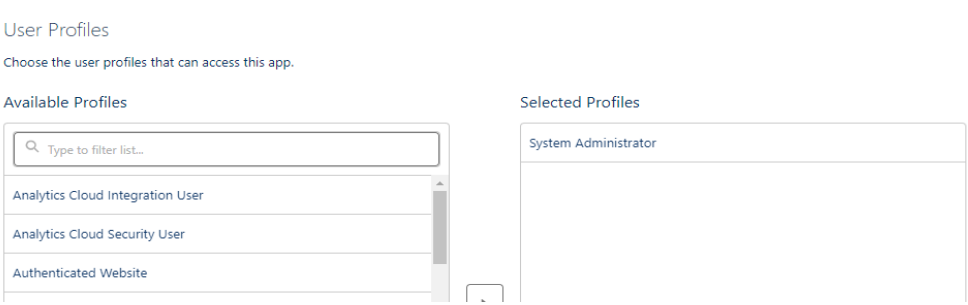 User Profiles
Choose the user profiles that can access this app.
Available Profiles
Type to filter list...
Analytics Cloud Integration User
Analytics Cloud Security User
Authenticated Website
Selected Profiles
System Administrator